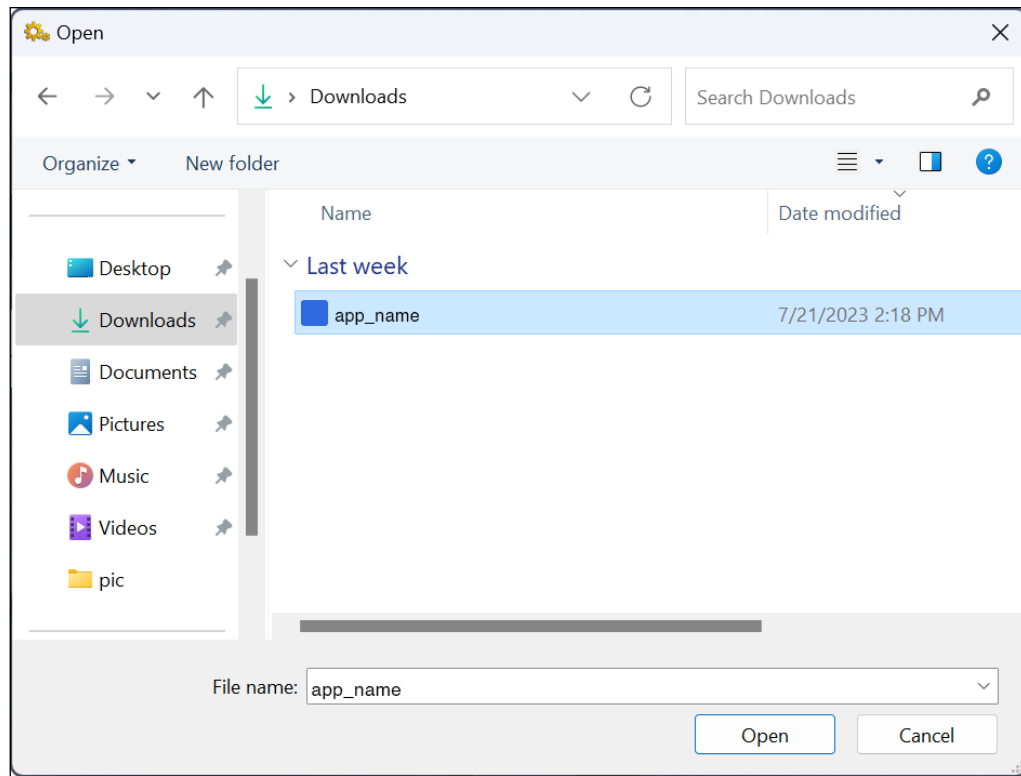 Open
Downloads
Search Downloads
Organize
New folder
?
Name
Date modified
Desktop
Downloads
Documents
Pictures
Music
Videos
pic
Last week
app_name 7/21/2023 2:18 PM
File name: app_name
Open
Cancel